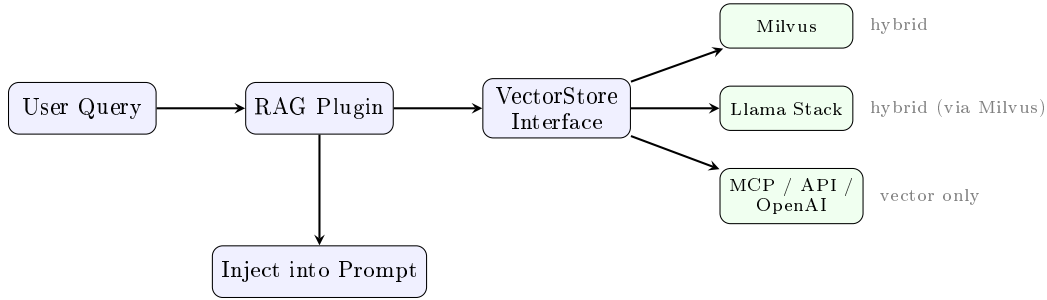 Milvus
hybrid
User Query
RAG Plugin
VectorStore
Interface
Llama Stack
hybrid (via Milvus)
MCP / API /
OpenAI
vector only
Inject into Prompt